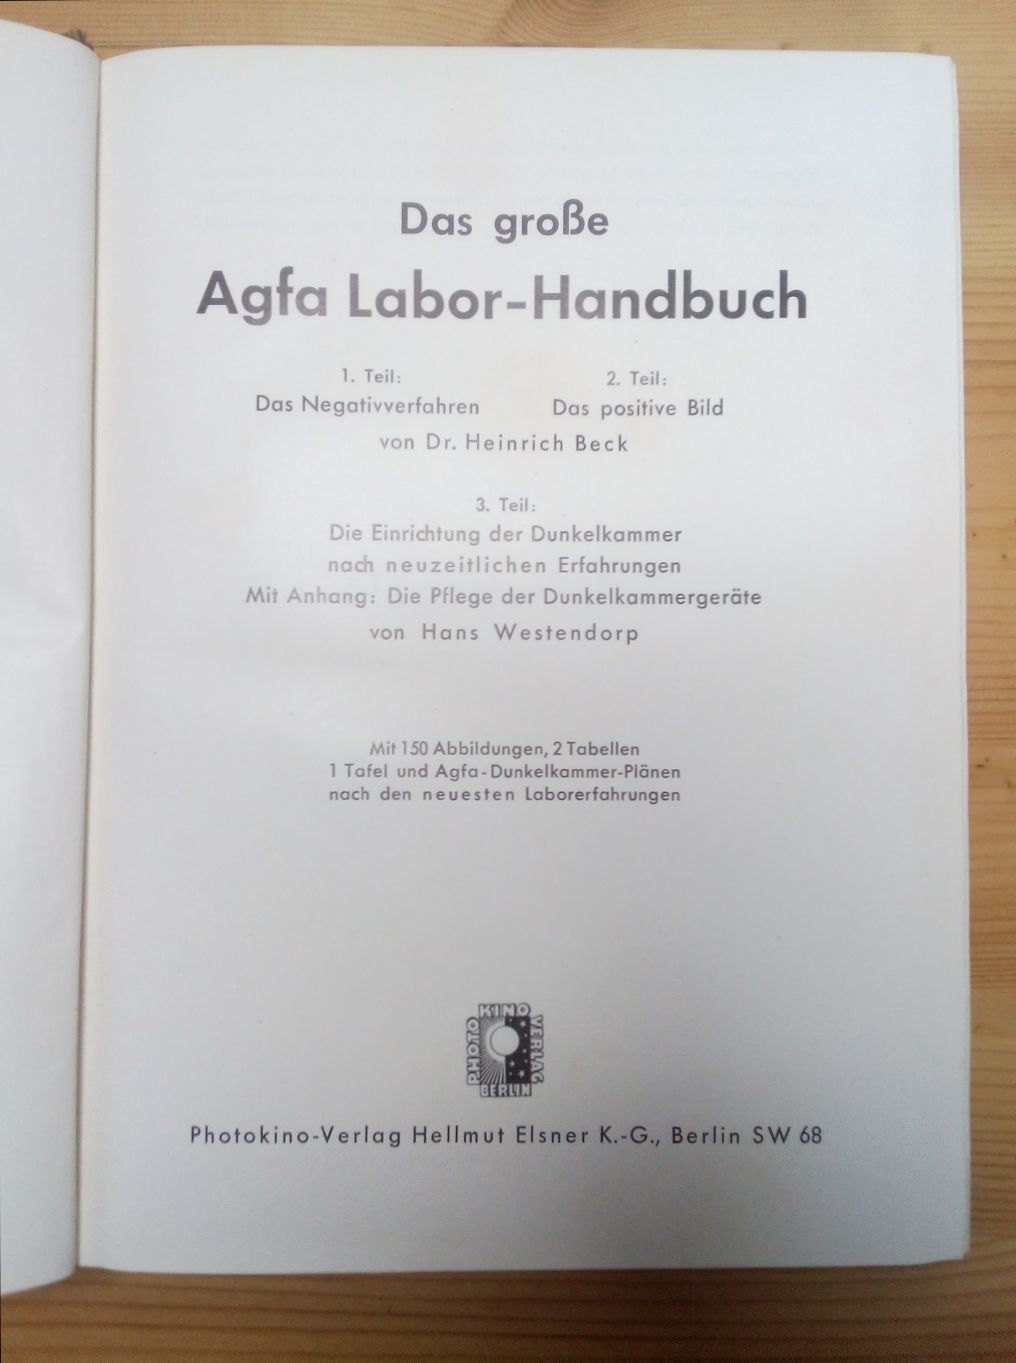 Das große
Agfa Labor-Handbuch
1. Teil:
Das Negativverfahren
2. Teil:
Das positive Bild
von Dr. Heinrich Beck
3. Teil:
Die Einrichtung der Dunkelkammer
nach neuzeitlichen Erfahrungen
Mit Anhang: Die Pflege der Dunkelkammergeräte
von Hans Westendorp
Mit 150 Abbildungen, 2 Tabellen
1 Tafel und Agfa-Dunkelkammer-Plänen
nach den neuesten Laborerfahrungen
PHOTO
KINO
VERLAG
BERLIN
Photokino-Verlag Hellmut Elsner K.-G., Berlin SW 68